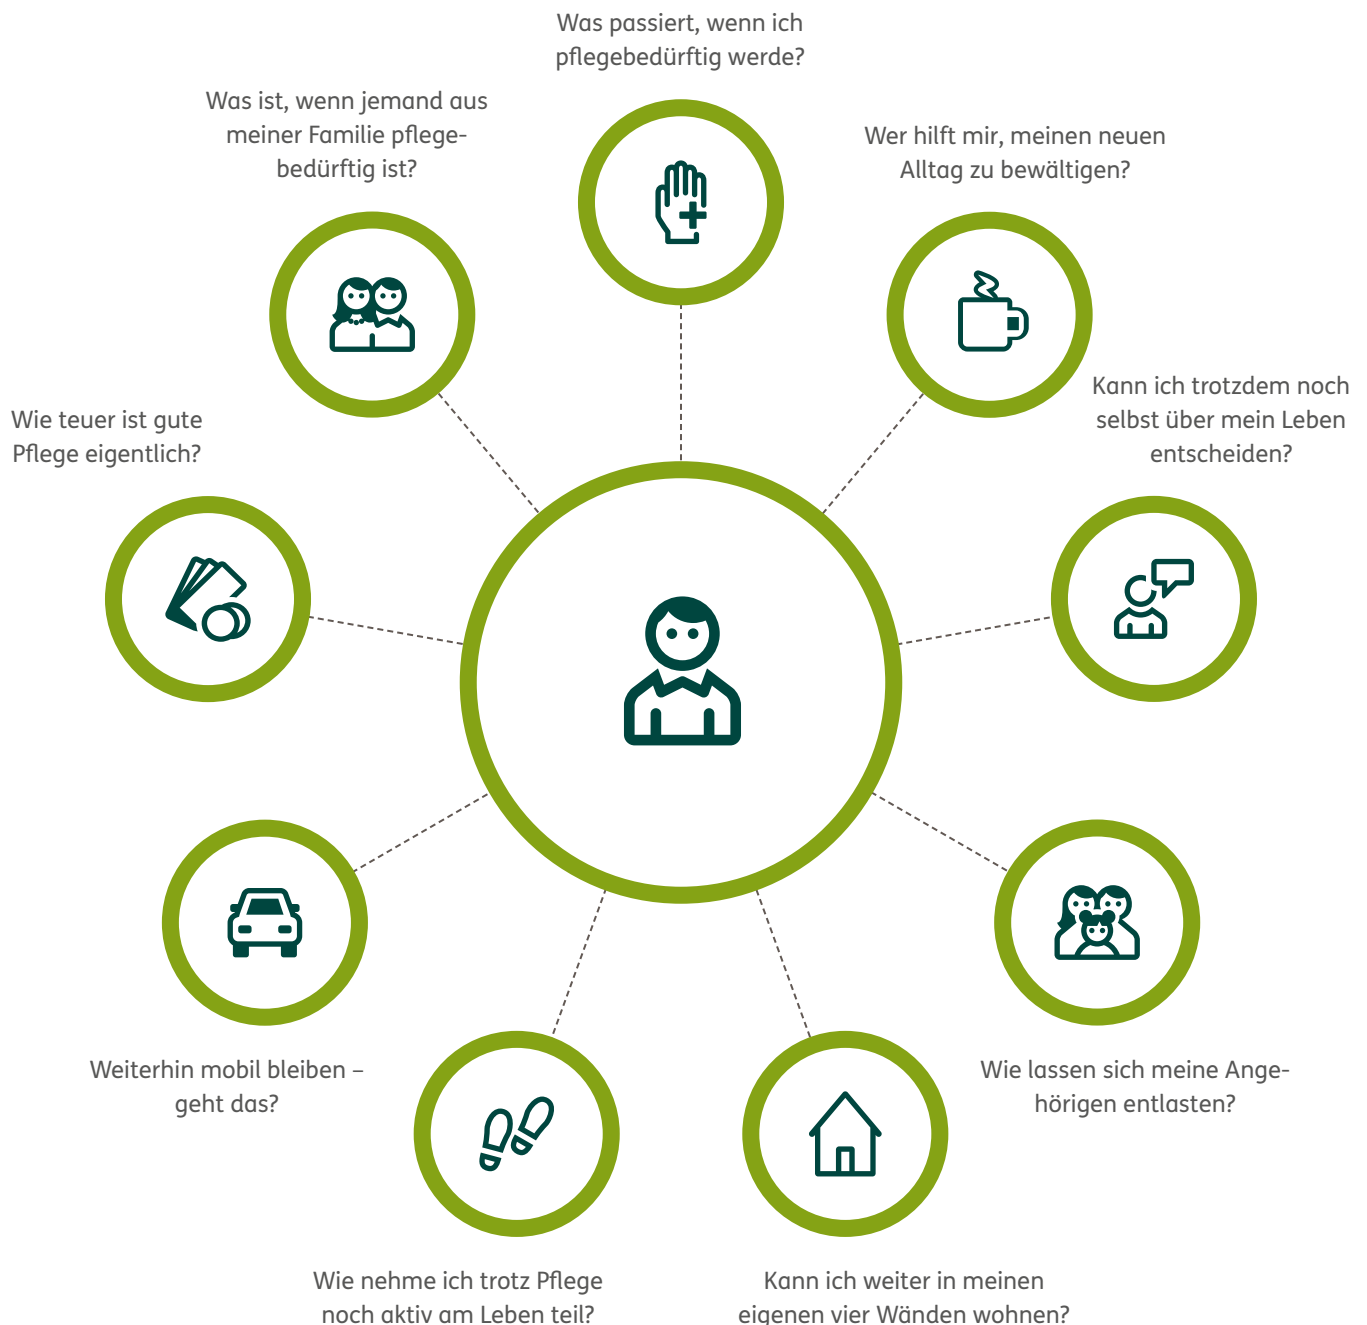 Was passiert, wenn ich
pflegebedürftig werde?
Was ist, wenn jemand aus
meiner Familie pflege-
bedürftig ist?
Wer hilft mir, meinen neuen
Alltag zu bewältigen?
Wie teuer ist gute
Pflege eigentlich?
Kann ich trotzdem noch
selbst über mein Leben
entscheiden?
Weiterhin mobil bleiben –
geht das?
Wie lassen sich meine Ange-
hörigen entlasten?
Wie nehme ich trotz Pflege
noch aktiv am Leben teil?
Kann ich weiter in meinen
eigenen vier Wänden wohnen?